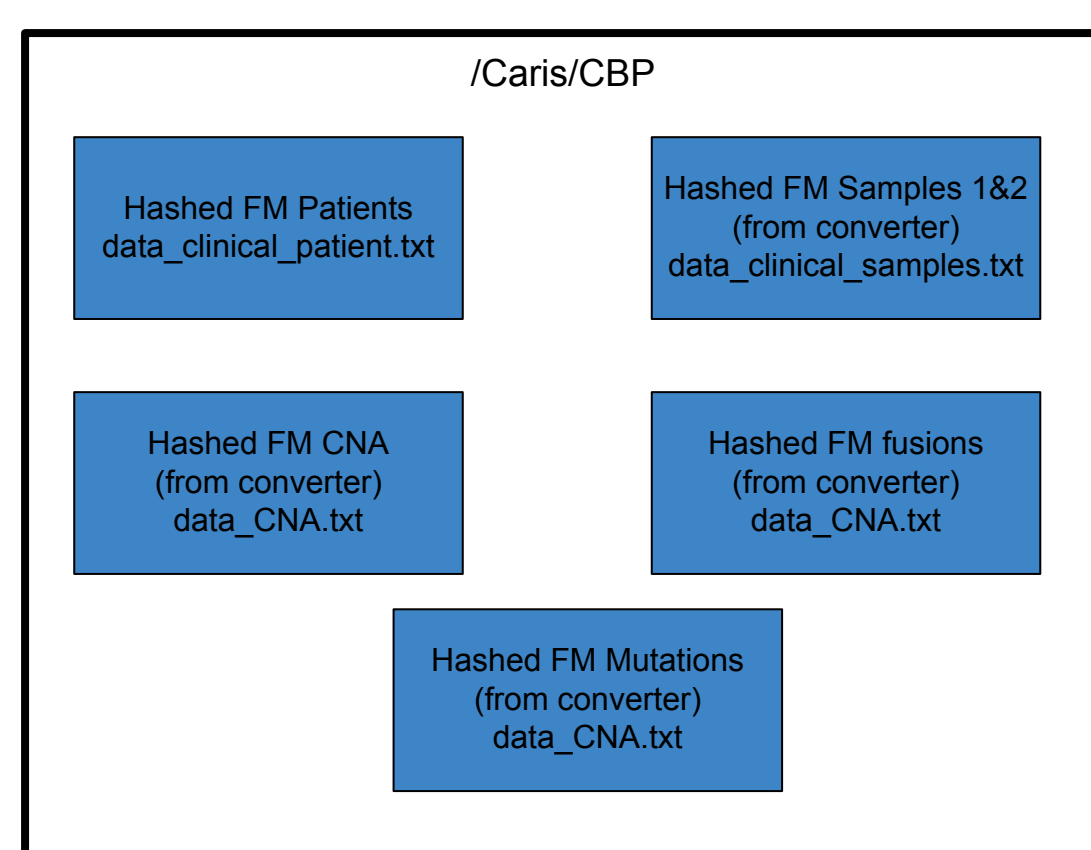 /Caris/CBP
Hashed FM Patients
data_clinical_patient.txt
Hashed FM Samples 1&2
(from converter)
data_clinical_samples.txt
Hashed FM CNA
(from converter)
data_CNA.txt
Hashed FM fusions
(from converter)
data_CNA.txt
Hashed FM Mutations
(from converter)
data_CNA.txt